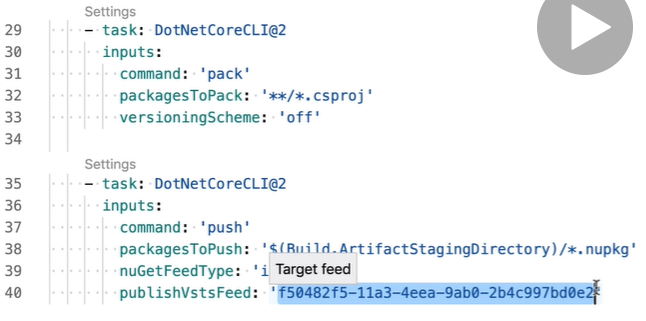 Settings
29 - task: DotNetCoreCLI@2
30 inputs:
31 command: 'pack'
32 packagesToPack: '**/*.csproj'
33 versioningScheme: 'off'
34
Settings
35 - task: DotNetCoreCLI@2
36 inputs:
37 command: 'push'
38 packagesToPush: '$(Build.ArtifactStagingDirectory)/*.nupkg'
39 nuGetFeedType: 'i
Target feed
40 publishVstsFeed: 'f50482f5-11a3-4eea-9ab0-2b4c997bd0e2'